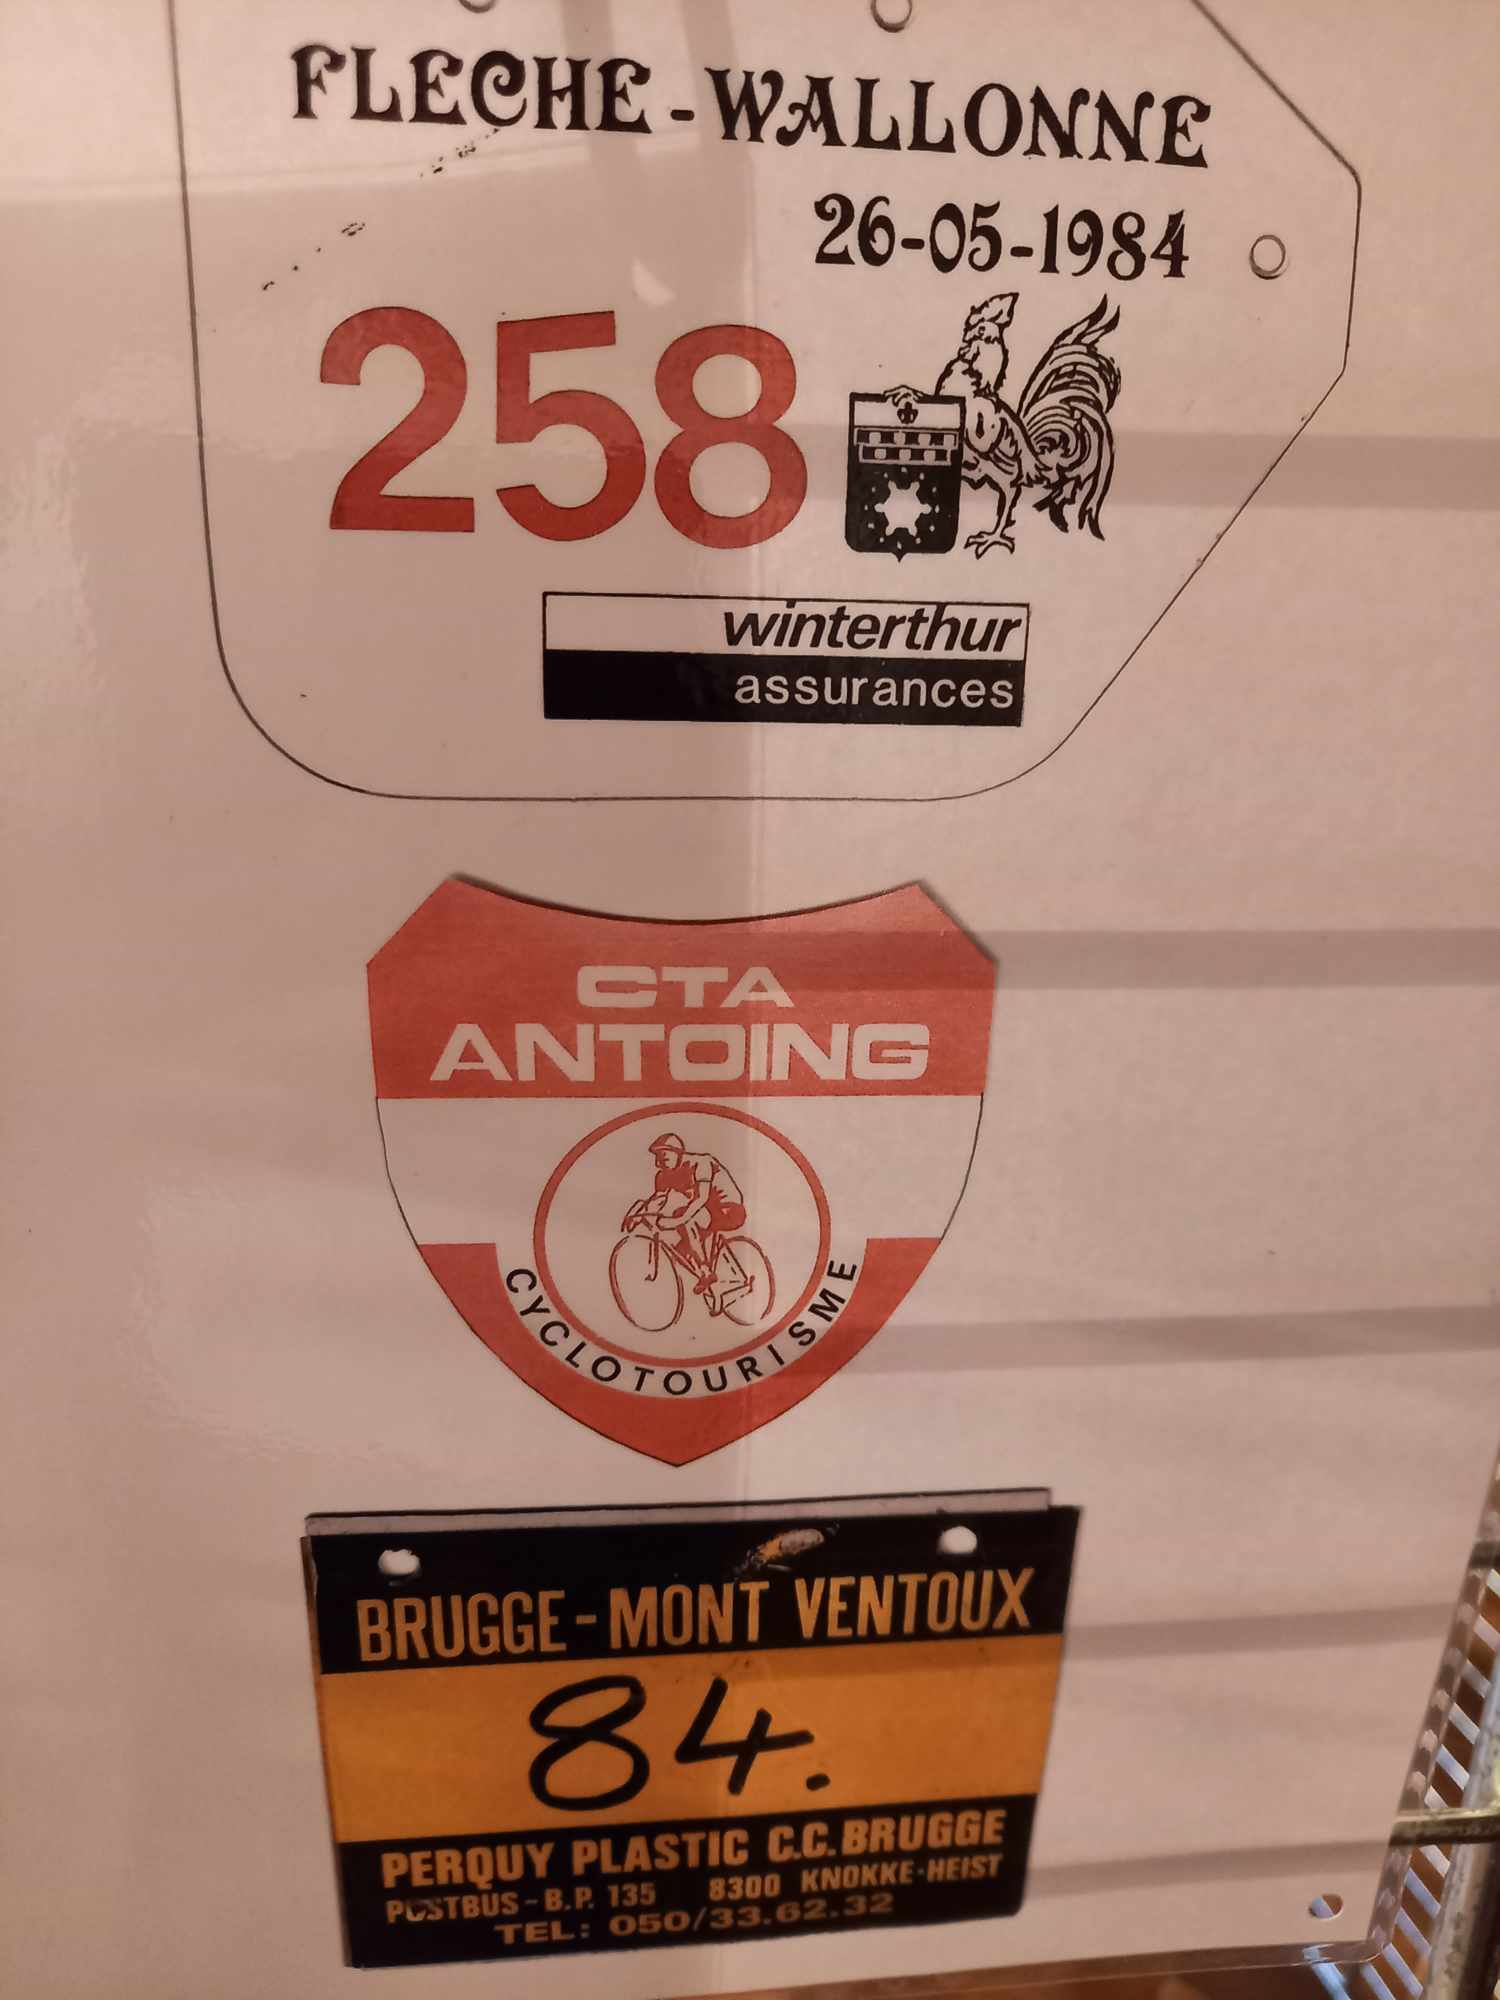 FLECHE-WALLONNE
26-05-1984
258
winterthur
assurances
CTA
ANTOING
CYCLOTOURISME
BRUGGE-MONT VENTOUX
84.
PERQUY PLASTIC C.C.BRUGGE
POSTBUS-B.P. 135 8300 KNOKKE-HEIST
TEL: 050/33.62.32